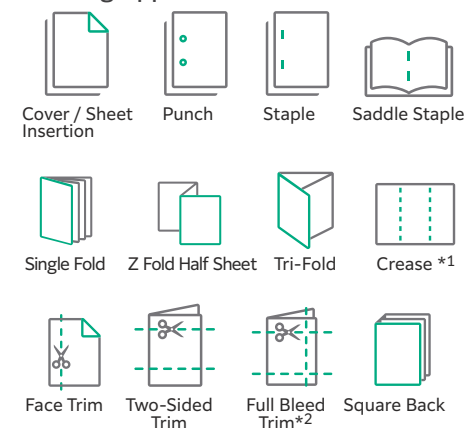 Cover / Sheet
Insertion
Punch
Staple
Saddle Staple
Single Fold
Z Fold Half Sheet
Tri-Fold
Crease *1
Face Trim
Two-Sided
Trim
Full Bleed
Trim*2
Square Back